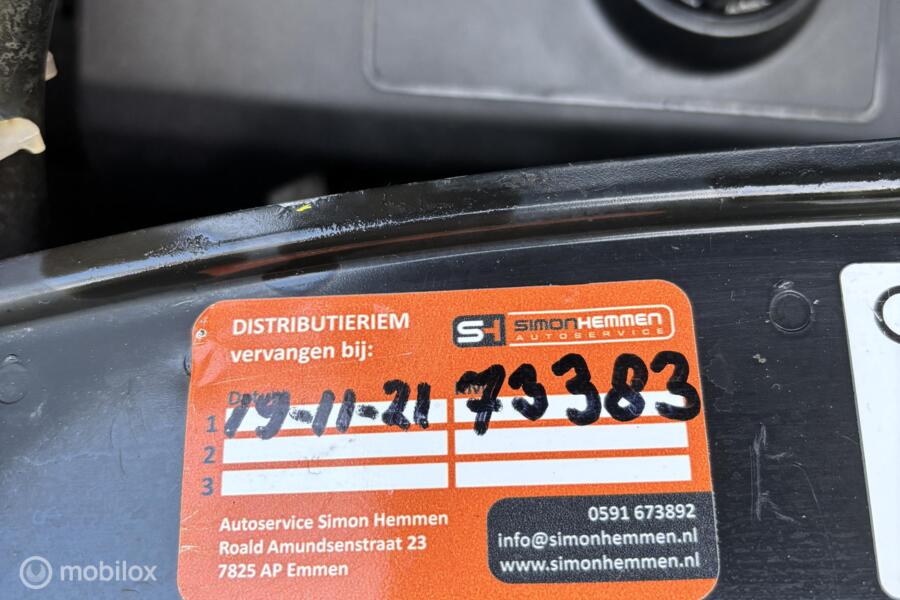 DISTRIBUTIERIEM
vervangen bij:
SH SIMONHEMMEN
AUTOSERVICE
Datum
1 19-11-21 73383
2
3
Autoservice Simon Hemmen
Roald Amundsenstraat 23
7825 AP Emmen
0591 673892
info@simonhemmen.nl
www.simonhemmen.nl
mobilox